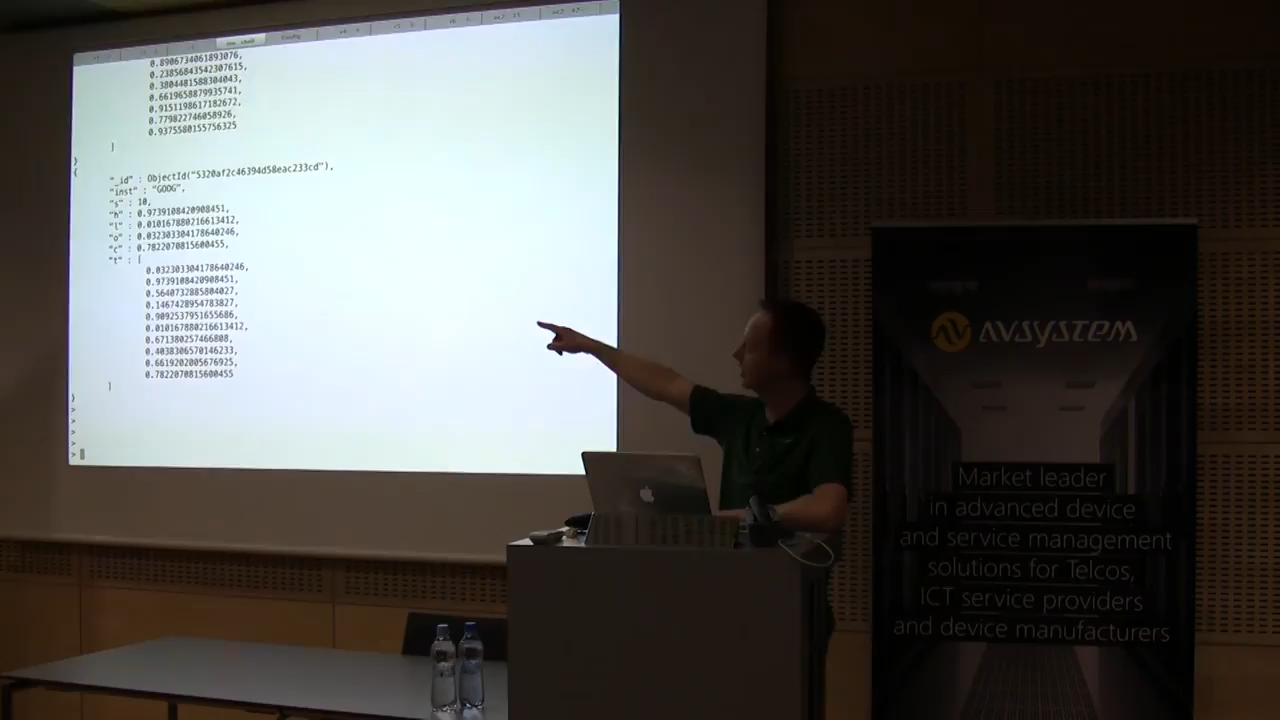 0.8906734061893076,
0.23856843542307615,
0.3804481588304043,
0.6619658879935741,
0.9151198617182672,
0.779822746058926,
0.9375580155756325
]
}
{
"_id" : ObjectId("5320af2c46394d58eac233cd"),
"inst" : "GOOG",
"s" : 10,
"h" : 0.9739108420908451,
"l" : 0.010167880216613412,
"o" : 0.032303304178640246,
"c" : 0.7822070815600455,
"t" : [
0.032303304178640246,
0.9739108420908451,
0.5640732885804027,
0.1467428954783827,
0.9092537951655686,
0.010167880216613412,
0.671380257466808,
0.4038306570146233,
0.6619202005676925,
0.7822070815600455
]
}
>
>
>
>
>
AVSYSTEM
Market leader
in advanced device
and service management
solutions for Telcos,
ICT service providers
and device manufacturers